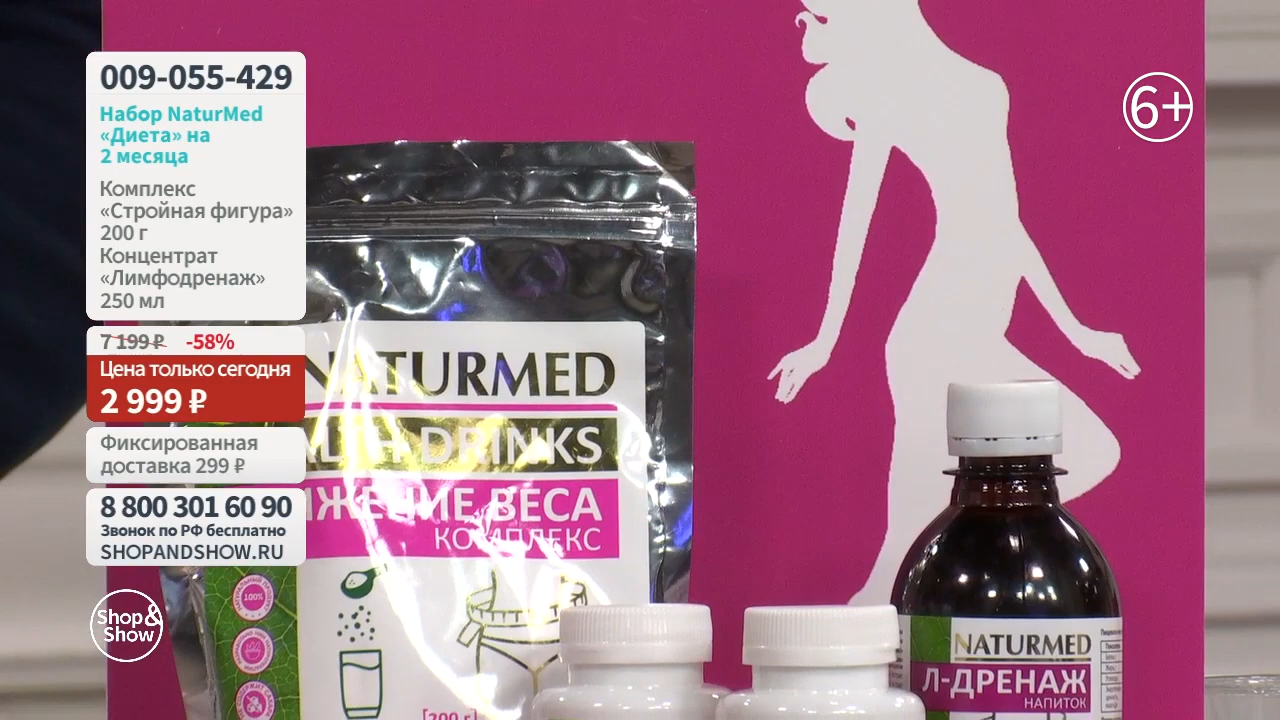 009-055-429
Набор NaturMed
«Диета» на
2 месяца
Комплекс
«Стройная фигура»
200 г
Концентрат
«Лимфодренаж»
250 мл
7 199 ₽ -58%
Цена только сегодня
2 999 ₽
Фиксированная
доставка 299 ₽
8 800 301 60 90
Звонок по РФ бесплатно
SHOPANDSHOW.RU
Shop&
Show
6+
NATURMED
DRINKS
ВЕСА
КОМПЛЕКС
100%
[200 г]
NATURMED
Л-ДРЕНАЖ
НАПИТОК